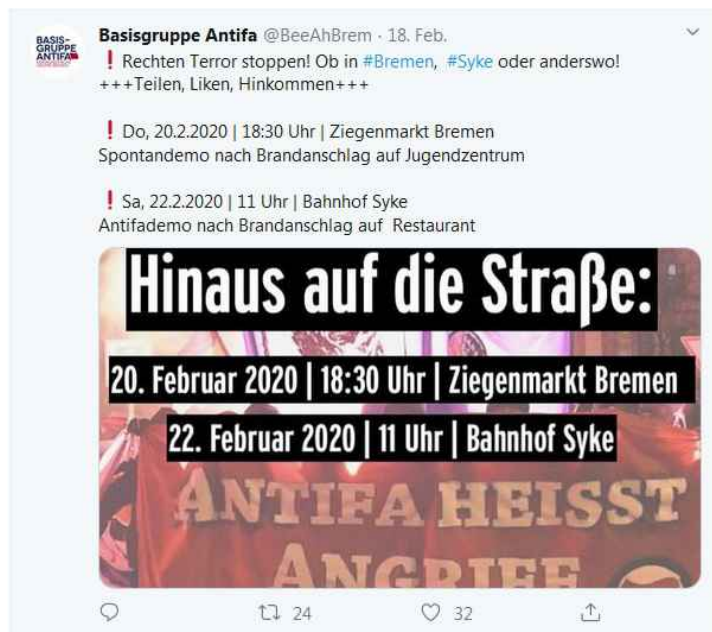 BASIS-
GRUPPE
ANTIFA
Basisgruppe Antifa @BeeAhBrem · 18. Feb.
❗ Rechten Terror stoppen! Ob in #Bremen, #Syke oder anderswo!
+++Teilen, Liken, Hinkommen+++
❗ Do, 20.2.2020 | 18:30 Uhr | Ziegenmarkt Bremen
Spontandemo nach Brandanschlag auf Jugendzentrum
❗ Sa, 22.2.2020 | 11 Uhr | Bahnhof Syke
Antifademo nach Brandanschlag auf Restaurant
Hinaus auf die Straße:
20. Februar 2020 | 18:30 Uhr | Ziegenmarkt Bremen
22. Februar 2020 | 11 Uhr | Bahnhof Syke
ANTIFA HEISST
ANGRIFF
24 32